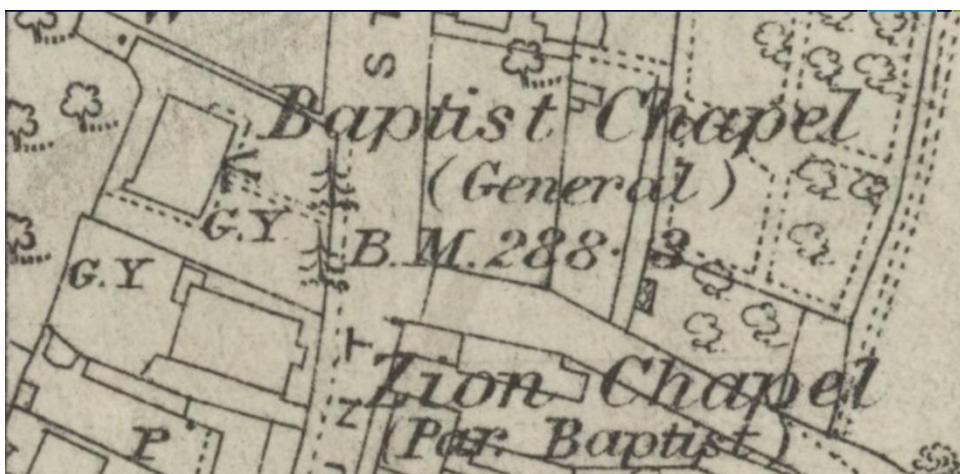 S
Baptist Chapel
(General)
G.Y
B.M. 288·3
G.Y
T
Zion Chapel
N
(Par. Baptist)
P